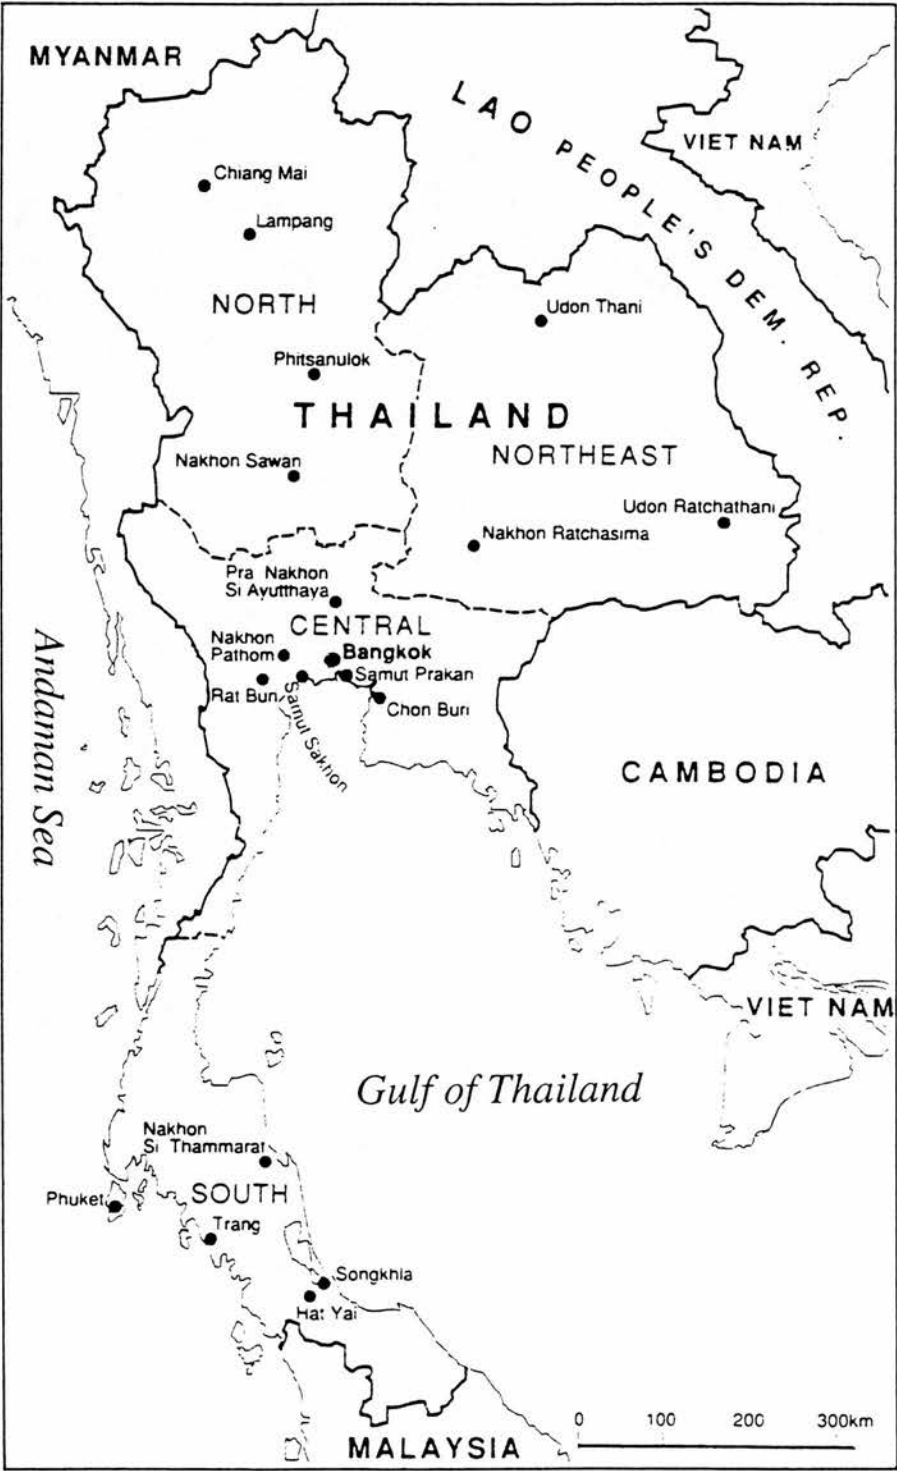 MYANMAR
LAO PEOPLE'S DEM. REP.
VIET NAM
Chiang Mai
Lampang
NORTH
Udon Thani
Phitsanulok
THAILAND
NORTHEAST
Nakhon Sawan
Udon Ratchathani
Nakhon Ratchasima
Pra Nakhon
Si Ayutthaya
CENTRAL
Nakhon
Pathom
Bangkok
Samut Prakan
Rat Buri
Samut Sakhon
Chon Buri
Andaman Sea
CAMBODIA
VIET NAM
Gulf of Thailand
Nakhon
Si Thammarat
SOUTH
Phuket
Trang
Songkhla
Hat Yai
0 100 200 300km
MALAYSIA